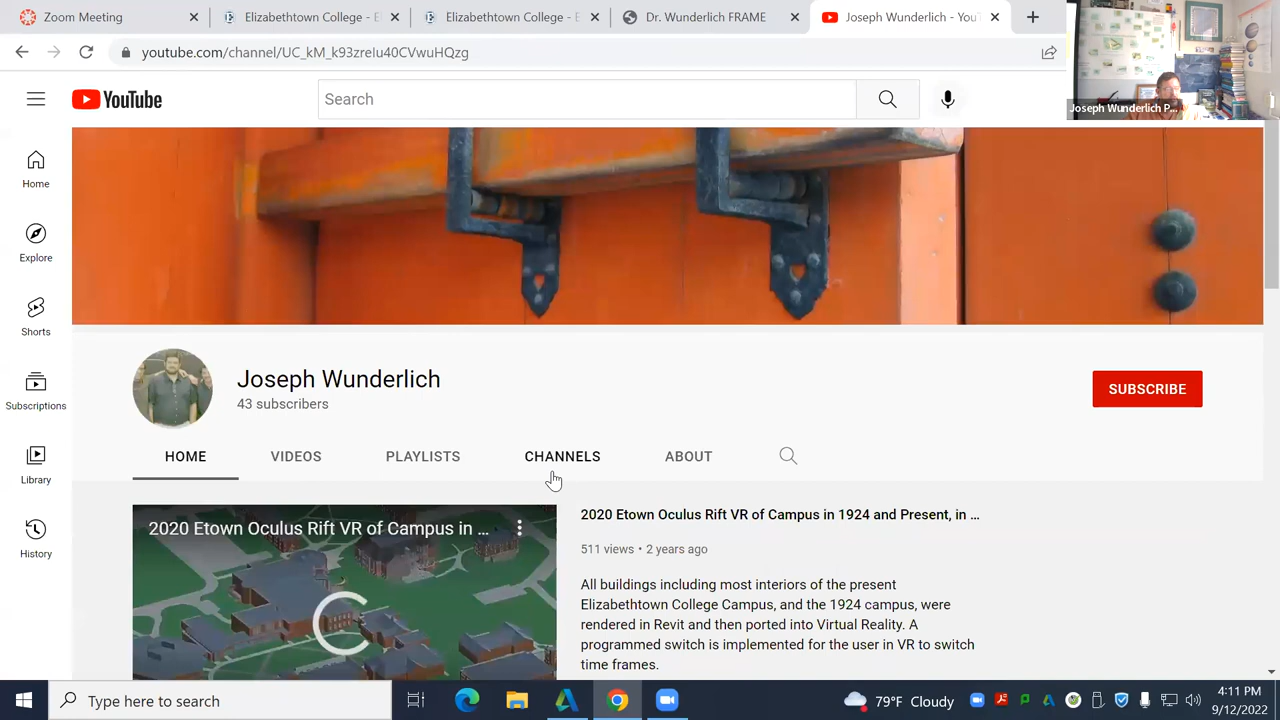 Zoom Meeting
Elizabethtown College - E
Elizabethtown College - E
Dr. Wunderlich FRAME
Joseph Wunderlich - YouT
youtube.com/channel/UC_kM_k93zreIu40CVwuHQzg
Joseph Wunderlich P...
YouTube
Search
Home
Explore
Shorts
Subscriptions
Library
History
Joseph Wunderlich
43 subscribers
SUBSCRIBE
HOME VIDEOS PLAYLISTS CHANNELS ABOUT
2020 Etown Oculus Rift VR of Campus in ...
2020 Etown Oculus Rift VR of Campus in 1924 and Present, in ...
511 views • 2 years ago
All buildings including most interiors of the present
Elizabethtown College Campus, and the 1924 campus, were
rendered in Revit and then ported into Virtual Reality. A
programmed switch is implemented for the user in VR to switch
time frames.
Type here to search
79°F Cloudy
4:11 PM
9/12/2022